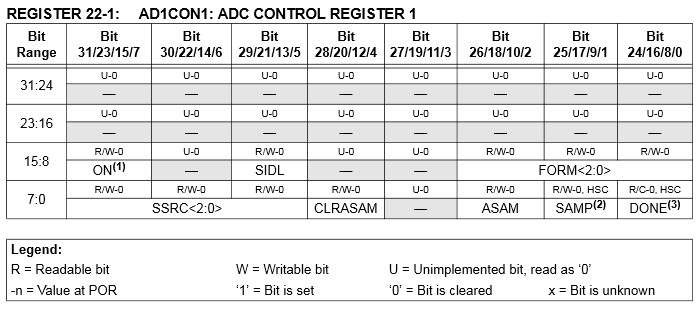 REGISTER 22-1: AD1CON1: ADC CONTROL REGISTER 1
Bit Range Bit 31/23/15/7 Bit 30/22/14/6 Bit 29/21/13/5 Bit 28/20/12/4 Bit 27/19/11/3 Bit 26/18/10/2 Bit 25/17/9/1 Bit 24/16/8/0
31:24 U-0 U-0 U-0 U-0 U-0 U-0 U-0 U-0
— — — — — — — —
23:16 U-0 U-0 U-0 U-0 U-0 U-0 U-0 U-0
— — — — — — — —
15:8 R/W-0 U-0 R/W-0 U-0 U-0 R/W-0 R/W-0 R/W-0
ON(1) — SIDL — — FORM<2:0>
7:0 R/W-0 R/W-0 R/W-0 R/W-0 U-0 R/W-0 R/W-0, HSC R/C-0, HSC
SSRC<2:0> CLRASAM — ASAM SAMP(2) DONE(3)
Legend:
R = Readable bit W = Writable bit U = Unimplemented bit, read as ‘0’
-n = Value at POR ‘1’ = Bit is set ‘0’ = Bit is cleared x = Bit is unknown